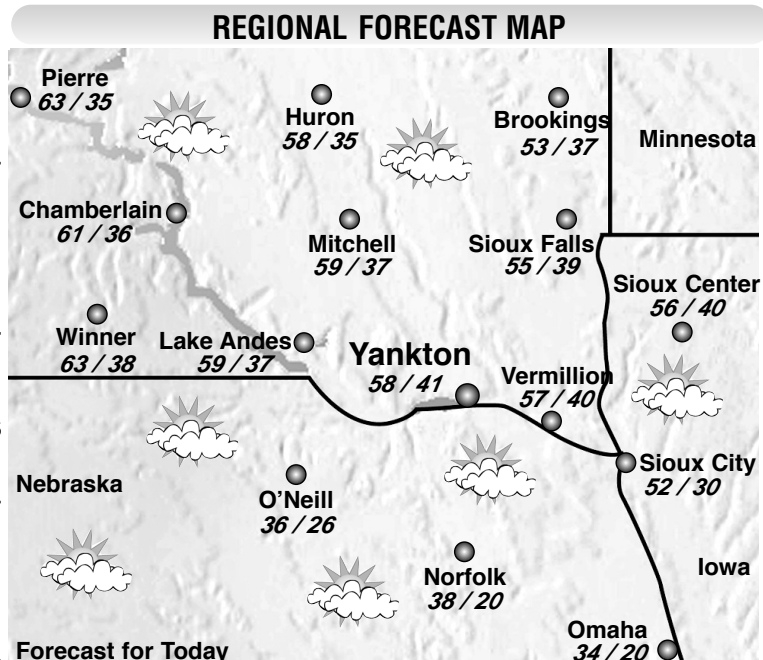 REGIONAL FORECAST MAP
Pierre
63 / 35
Huron
58 / 35
Brookings
53 / 37
Minnesota
Chamberlain
61 / 36
Mitchell
59 / 37
Sioux Falls
55 / 39
Sioux Center
56 / 40
Winner
63 / 38
Lake Andes
59 / 37
Yankton
58 / 41
Vermillion
57 / 40
Nebraska
O'Neill
36 / 26
Sioux City
52 / 30
Norfolk
38 / 20
Iowa
Omaha
34 / 20
Forecast for Today